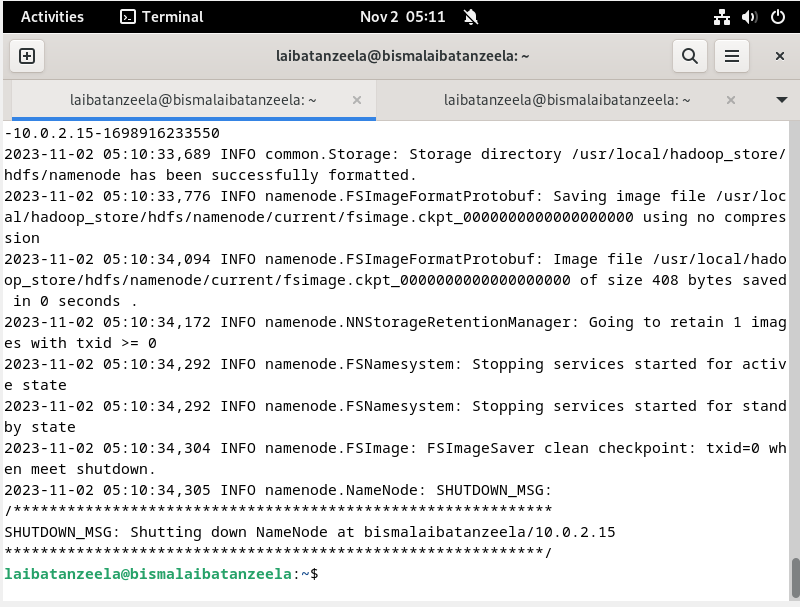 Activities Terminal Nov 2 05:11
laibatanzeela@bismalaibatanzeela: ~
laibatanzeela@bismalaibatanzeela: ~ laibatanzeela@bismalaibatanzeela: ~
-10.0.2.15-1698916233550
2023-11-02 05:10:33,689 INFO common.Storage: Storage directory /usr/local/hadoop_store/
hdfs/namenode has been successfully formatted.
2023-11-02 05:10:33,776 INFO namenode.FSImageFormatProtobuf: Saving image file /usr/loc
al/hadoop_store/hdfs/namenode/current/fsimage.ckpt_0000000000000000000 using no compres
sion
2023-11-02 05:10:34,094 INFO namenode.FSImageFormatProtobuf: Image file /usr/local/hado
op_store/hdfs/namenode/current/fsimage.ckpt_0000000000000000000 of size 408 bytes saved
 in 0 seconds .
2023-11-02 05:10:34,172 INFO namenode.NNStorageRetentionManager: Going to retain 1 imag
es with txid >= 0
2023-11-02 05:10:34,292 INFO namenode.FSNamesystem: Stopping services started for activ
e state
2023-11-02 05:10:34,292 INFO namenode.FSNamesystem: Stopping services started for stand
by state
2023-11-02 05:10:34,304 INFO namenode.FSImage: FSImageSaver clean checkpoint: txid=0 wh
en meet shutdown.
2023-11-02 05:10:34,305 INFO namenode.NameNode: SHUTDOWN_MSG:
/************************************************************
SHUTDOWN_MSG: Shutting down NameNode at bismalaibatanzeela/10.0.2.15
************************************************************/
laibatanzeela@bismalaibatanzeela:~$